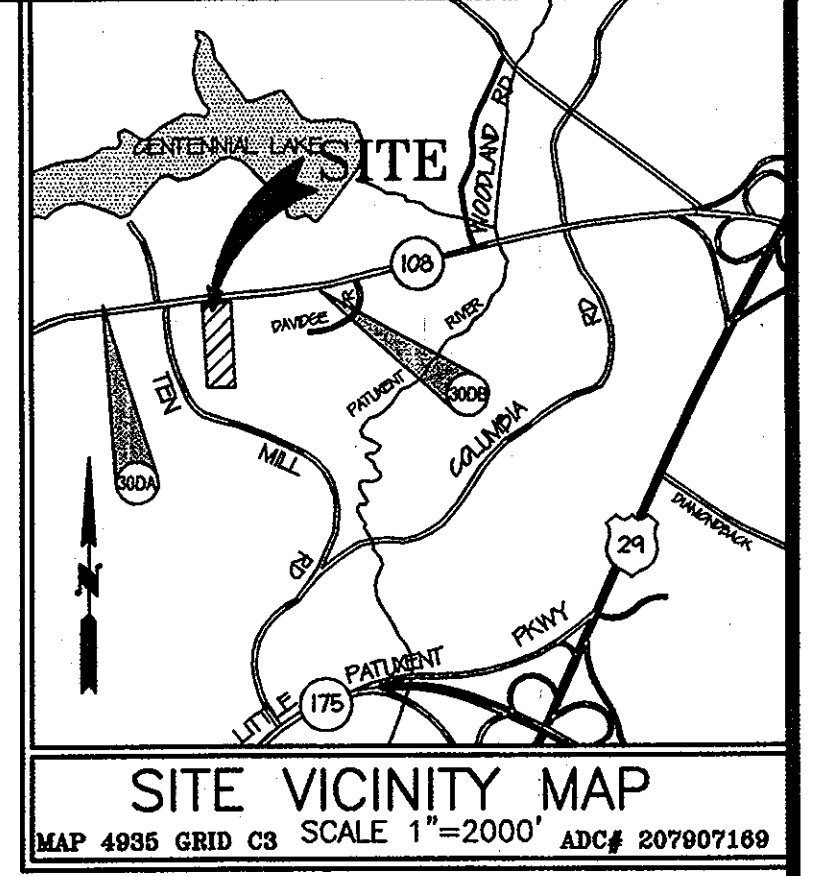 CENTENNIAL LAKE
SITE
WOODLAND RD
108
DAVIDGE DR
RIVER
PATUXENT
30DB
RD
COLUMBIA
TEN
MILL
RD
30DA
N
29
DIAMONDBACK
PKWY
PATUXENT
LITTLE
175
SITE VICINITY MAP
SCALE 1"=2000'
MAP 4935 GRID C3
ADC# 207907169